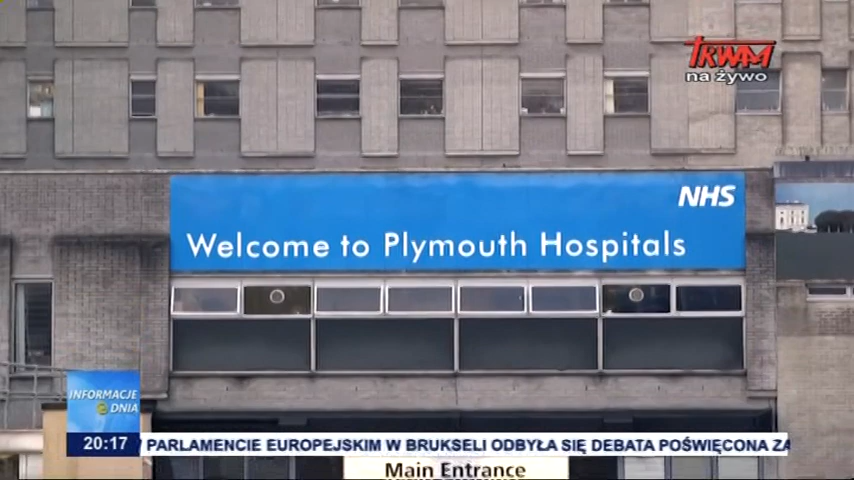 TRWAM
na żywo
NHS
Welcome to Plymouth Hospitals
INFORMACJE
DNIA
20:17
W PARLAMENCIE EUROPEJSKIM W BRUKSELI ODBYŁA SIĘ DEBATA POŚWIĘCONA ZA
Main Entrance